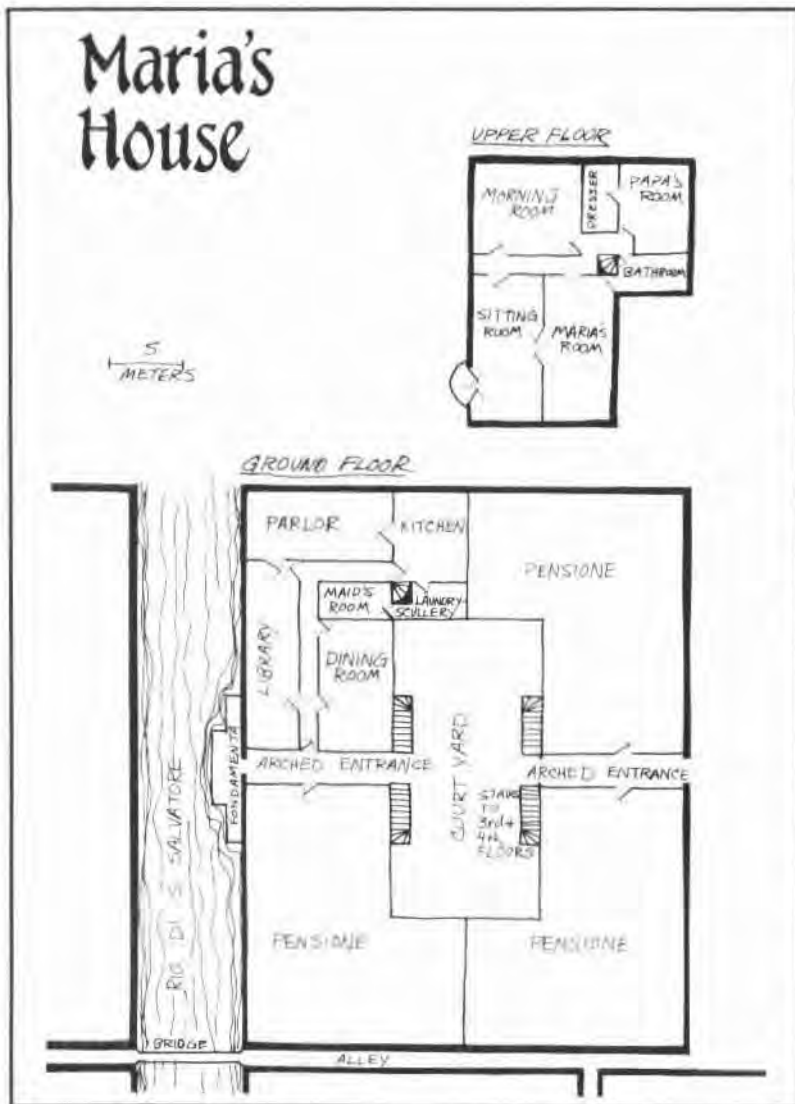 Maria's
House
UPPER FLOOR
MORNING
ROOM
DRESSER
PAPA'S
ROOM
BATHROOM
SITTING
ROOM
MARIA'S
ROOM
5
METERS
GROUND FLOOR
PARLOR
KITCHEN
PENSIONE
MAID'S
ROOM
LAUNDRY-
SCULLERY
LIBRARY
DINING
ROOM
FONDAMENTA
ARCHED ENTRANCE
COURT YARD
ARCHED ENTRANCE
STAIRS
TO
3rd +
4th
FLOORS
RIO DI S SALVATORE
PENSIONE
PENSIONE
BRIDGE
ALLEY